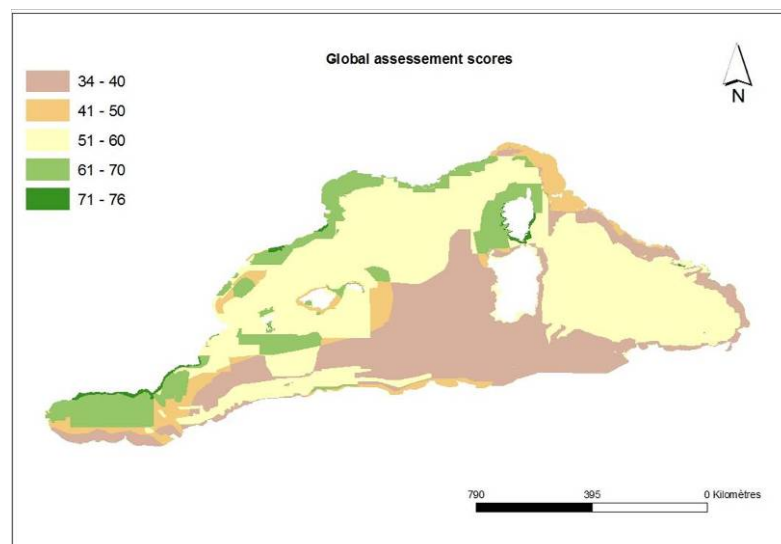 Global assessement scores
34 - 40
41 - 50
51 - 60
61 - 70
71 - 76
N
790 395 0 Kilomètres